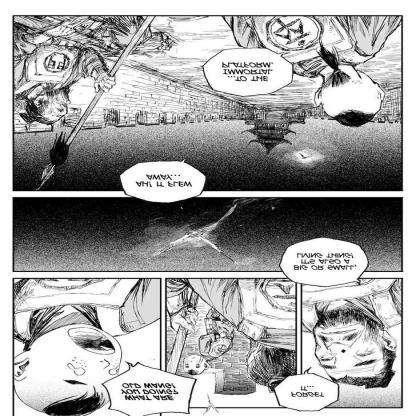 WHAT ARE
YOU DOING?
OLD WANG?
FORGET
IT...
BIG OR SMALL,
IT'S ALSO A
LIVING THING!
AH! IT FLEW
AWAY...
...TO THE
IMMORTAL
PLATFORM.